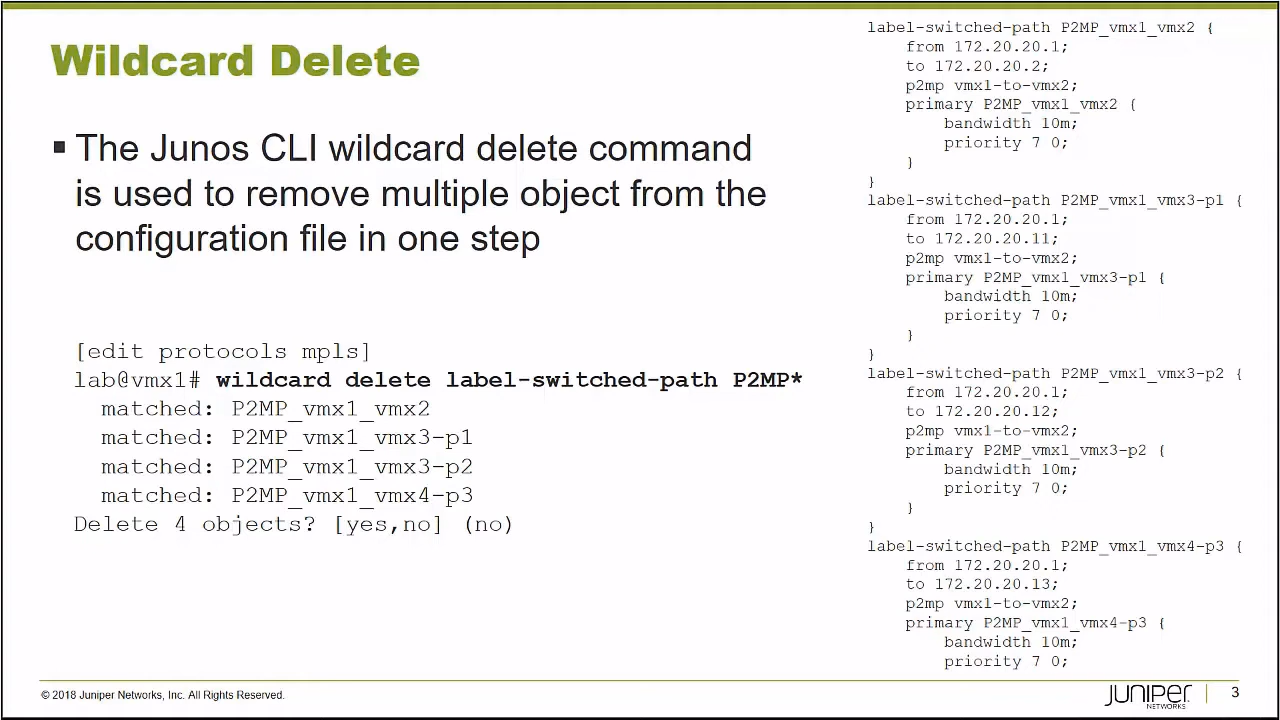 Wildcard Delete
▪ The Junos CLI wildcard delete command
is used to remove multiple object from the
configuration file in one step
[edit protocols mpls]
lab@vmx1# wildcard delete label-switched-path P2MP*
  matched: P2MP_vmx1_vmx2
  matched: P2MP_vmx1_vmx3-p1
  matched: P2MP_vmx1_vmx3-p2
  matched: P2MP_vmx1_vmx4-p3
Delete 4 objects? [yes,no] (no)
label-switched-path P2MP_vmx1_vmx2 {
    from 172.20.20.1;
    to 172.20.20.2;
    p2mp vmx1-to-vmx2;
    primary P2MP_vmx1_vmx2 {
        bandwidth 10m;
        priority 7 0;
    }
}
label-switched-path P2MP_vmx1_vmx3-p1 {
    from 172.20.20.1;
    to 172.20.20.11;
    p2mp vmx1-to-vmx2;
    primary P2MP_vmx1_vmx3-p1 {
        bandwidth 10m;
        priority 7 0;
    }
}
label-switched-path P2MP_vmx1_vmx3-p2 {
    from 172.20.20.1;
    to 172.20.20.12;
    p2mp vmx1-to-vmx2;
    primary P2MP_vmx1_vmx3-p2 {
        bandwidth 10m;
        priority 7 0;
    }
}
label-switched-path P2MP_vmx1_vmx4-p3 {
    from 172.20.20.1;
    to 172.20.20.13;
    p2mp vmx1-to-vmx2;
    primary P2MP_vmx1_vmx4-p3 {
        bandwidth 10m;
        priority 7 0;
© 2018 Juniper Networks, Inc. All Rights Reserved.
JUNIPER
NETWORKS
3